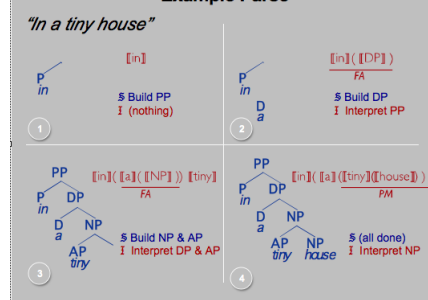 Example Parse
"In a tiny house"
⟦in⟧
P
in
§ Build PP
I (nothing)
1
⟦in⟧( ⟦DP⟧ )
FA
P
in
D
a
§ Build DP
I Interpret PP
2
PP
⟦in⟧( ⟦a⟧( ⟦NP⟧ )) ⟦tiny⟧
FA
P
in
DP
D
a
NP
AP
tiny
§ Build NP & AP
I Interpret DP & AP
3
PP
⟦in⟧( ⟦a⟧(⟦tiny⟧(⟦house⟧) )
PM
P
in
DP
D
a
NP
AP
tiny
NP
house
§ (all done)
I Interpret NP
4